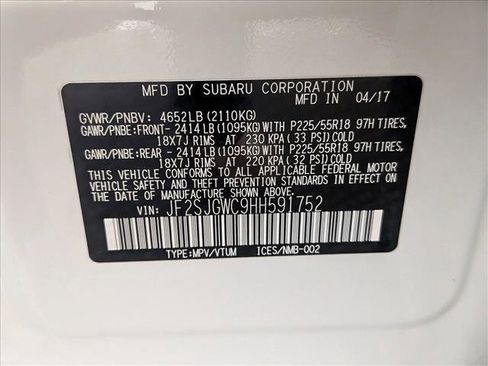 MFD BY SUBARU CORPORATION
MFD IN 04/17
GVWR/PNBV: 4652LB (2110KG)
GAWR/PNBE:FRONT- 2414LB (1095KG) WITH P225/55R18 97H TIRES,
18X7J RIMS AT 230 KPA (33 PSI) COLD
GAWR/PNBE:REAR - 2414LB (1095KG) WITH P225/55R18 97H TIRES,
18X7J RIMS AT 220 KPA (32 PSI) COLD
THIS VEHICLE CONFORMS TO ALL APPLICABLE FEDERAL MOTOR
VEHICLE SAFETY, BUMPER, AND THEFT PREVENTION STANDARDS IN EFFECT
ON THE DATE OF MANUFACTURE SHOWN ABOVE.
VIN: JF2SJGWC9HH591752
TYPE:MPV/VTUM ICES/NMB-002